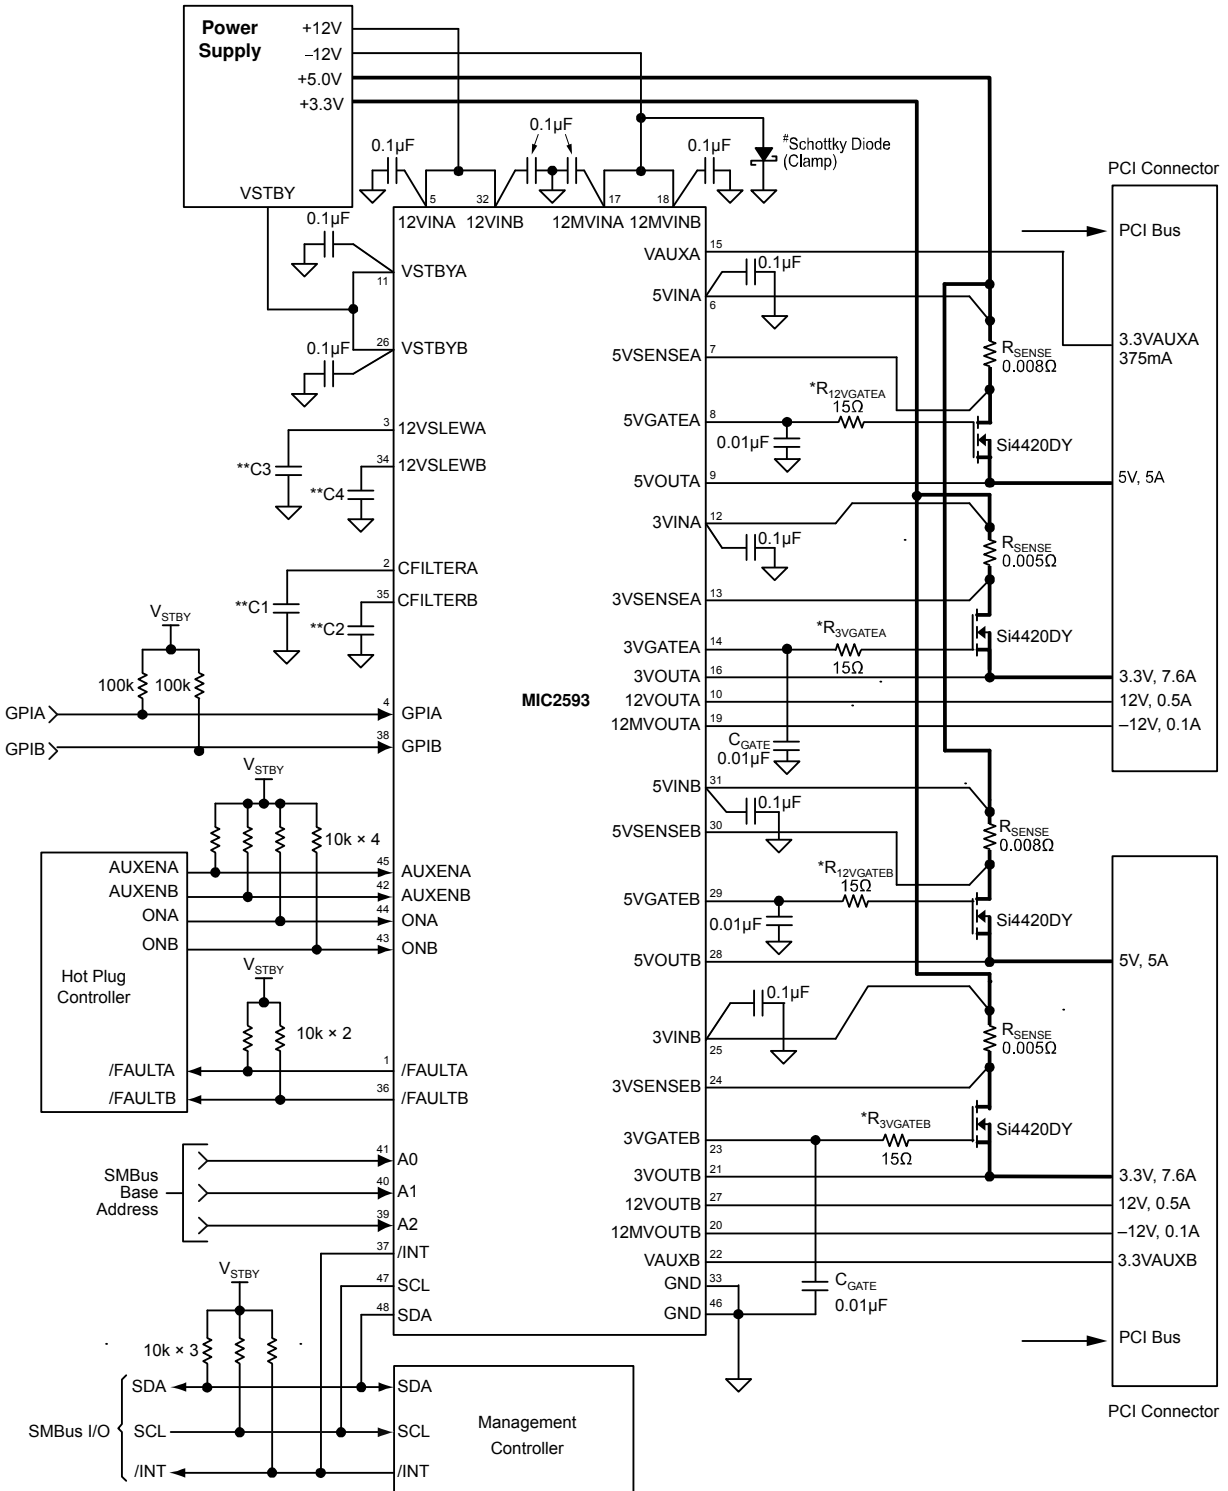 Power
Supply
+12V
–12V
+5.0V
+3.3V
VSTBY
0.1µF
0.1µF
0.1µF
#Schottky Diode
(Clamp)
PCI Connector
5
32
17
18
12VINA
12VINB
12MVINA
12MVINB
PCI Bus
0.1µF
VSTBYA
11
VAUXA
15
0.1µF
5VINA
6
0.1µF
26
VSTBYB
5VSENSEA
7
RSENSE
0.008Ω
3.3VAUXA
375mA
*R12VGATEA
15Ω
3
12VSLEWA
5VGATEA
8
0.01µF
Si4420DY
**C3
34
12VSLEWB
**C4
5VOUTA
9
5V, 5A
3VINA
12
0.1µF
RSENSE
0.005Ω
2
CFILTERA
**C1
35
CFILTERB
**C2
3VSENSEA
13
VSTBY
*R3VGATEA
15Ω
3VGATEA
14
Si4420DY
100k
100k
3VOUTA
16
3.3V, 7.6A
MIC2593
12VOUTA
10
12V, 0.5A
GPIA
4
GPIA
12MVOUTA
19
–12V, 0.1A
GPIB
38
GPIB
CGATE
0.01µF
VSTBY
5VINB
31
0.1µF
10k × 4
5VSENSEB
30
RSENSE
0.008Ω
PCI Connector
AUXENA
45
AUXENA
*R12VGATEB
15Ω
AUXENB
42
AUXENB
5VGATEB
29
0.01µF
Si4420DY
ONA
44
ONA
ONB
43
ONB
5VOUTB
28
5V, 5A
Hot Plug
Controller
VSTBY
10k × 2
0.1µF
3VINB
25
RSENSE
0.005Ω
/FAULTA
1
/FAULTA
3VSENSEB
24
/FAULTB
36
/FAULTB
*R3VGATEB
15Ω
3VGATEB
23
Si4420DY
SMBus
Base
Address
41
A0
40
A1
39
A2
3VOUTB
21
3.3V, 7.6A
12VOUTB
27
12V, 0.5A
12MVOUTB
20
–12V, 0.1A
37
/INT
VAUXB
22
3.3VAUXB
VSTBY
47
SCL
GND
33
CGATE
0.01µF
48
SDA
GND
46
PCI Bus
10k × 3
SMBus I/O
SDA
SDA
SCL
SCL
/INT
/INT
Management
Controller